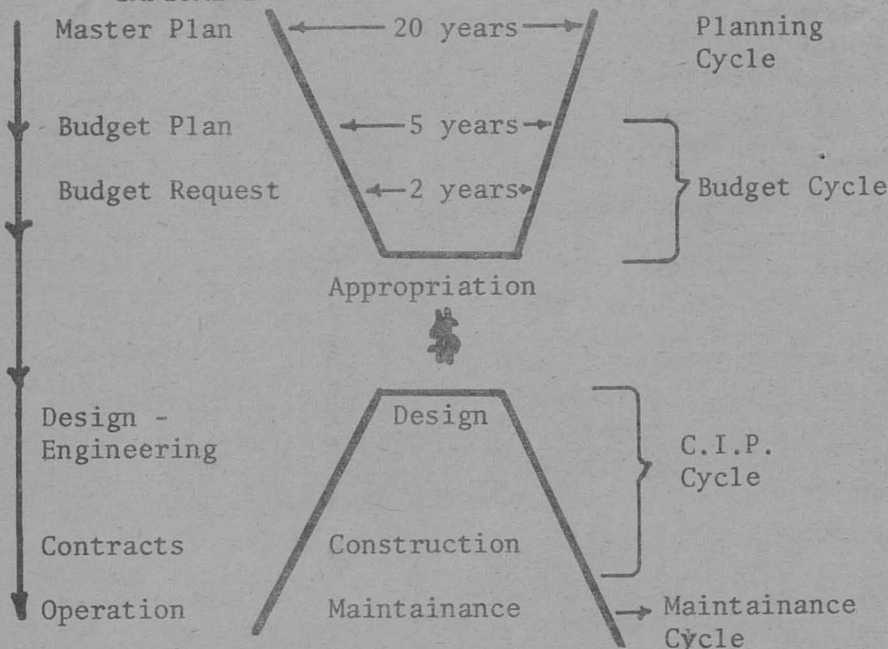 Master Plan
20 years
Planning
Cycle
Budget Plan
5 years
Budget Request
2 years
Budget Cycle
Appropriation
$
Design -
Engineering
Design
C.I.P.
Cycle
Contracts
Construction
Operation
Maintainance
Maintainance
Cycle